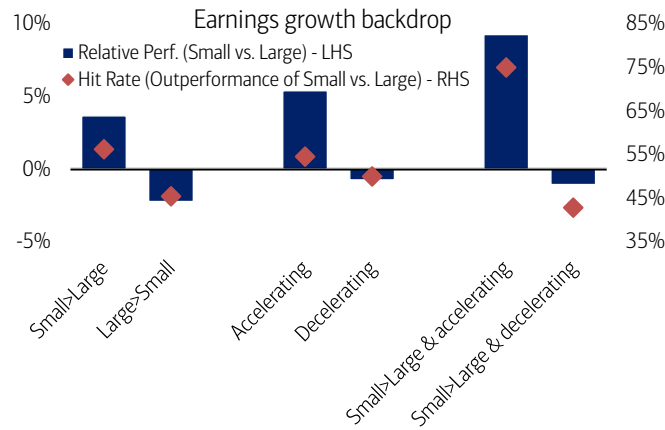 Earnings growth backdrop
Relative Perf. (Small vs. Large) - LHS
Hit Rate (Outperformance of Small vs. Large) - RHS
10%
5%
0%
-5%
85%
75%
65%
55%
45%
35%
Small>Large
Large>Small
Accelerating
Decelerating
Small>Large & accelerating
Small>Large & decelerating